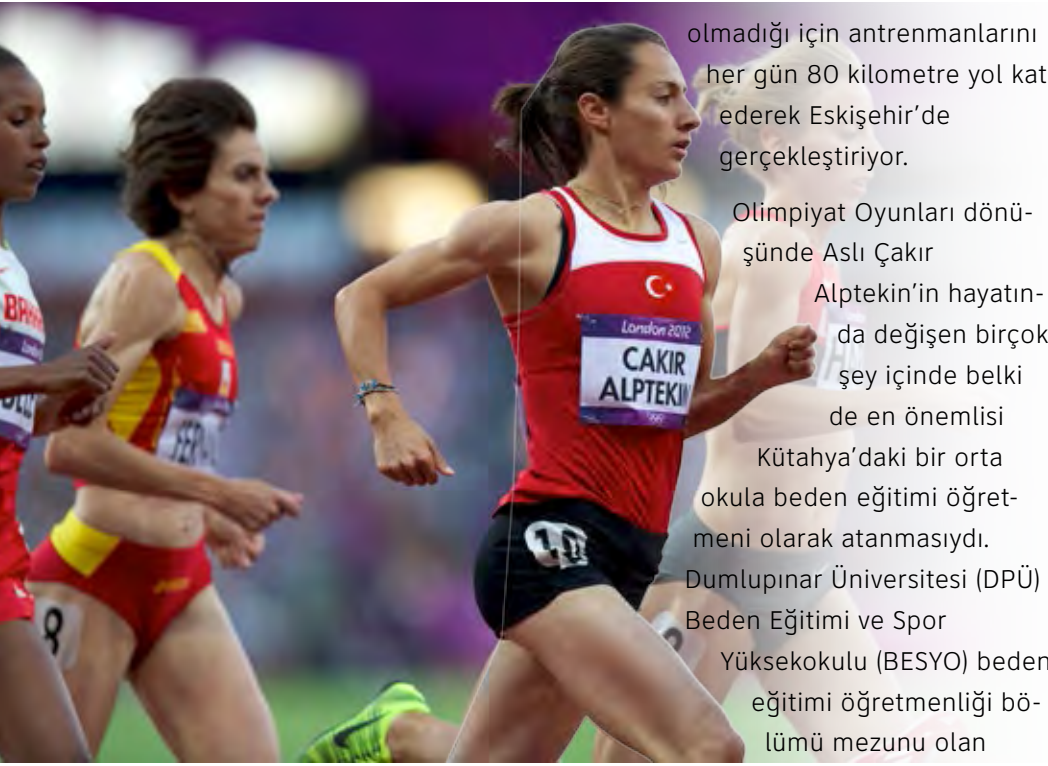 olmadığı için antrenmanlarını
her gün 80 kilometre yol kat
ederek Eskişehir’de
gerçekleştiriyor.
Olimpiyat Oyunları dönü-
şünde Aslı Çakır
Alptekin’in hayatın-
da değişen birçok
şey içinde belki
de en önemlisi
Kütahya’daki bir orta
okula beden eğitimi öğret-
meni olarak atanmasıydı.
Dumlupınar Üniversitesi (DPÜ)
Beden Eğitimi ve Spor
Yüksekokulu (BESYO) beden
eğitimi öğretmenliği bö-
lümü mezunu olan
London 2012
CAKIR
ALPTEKIN
10
8